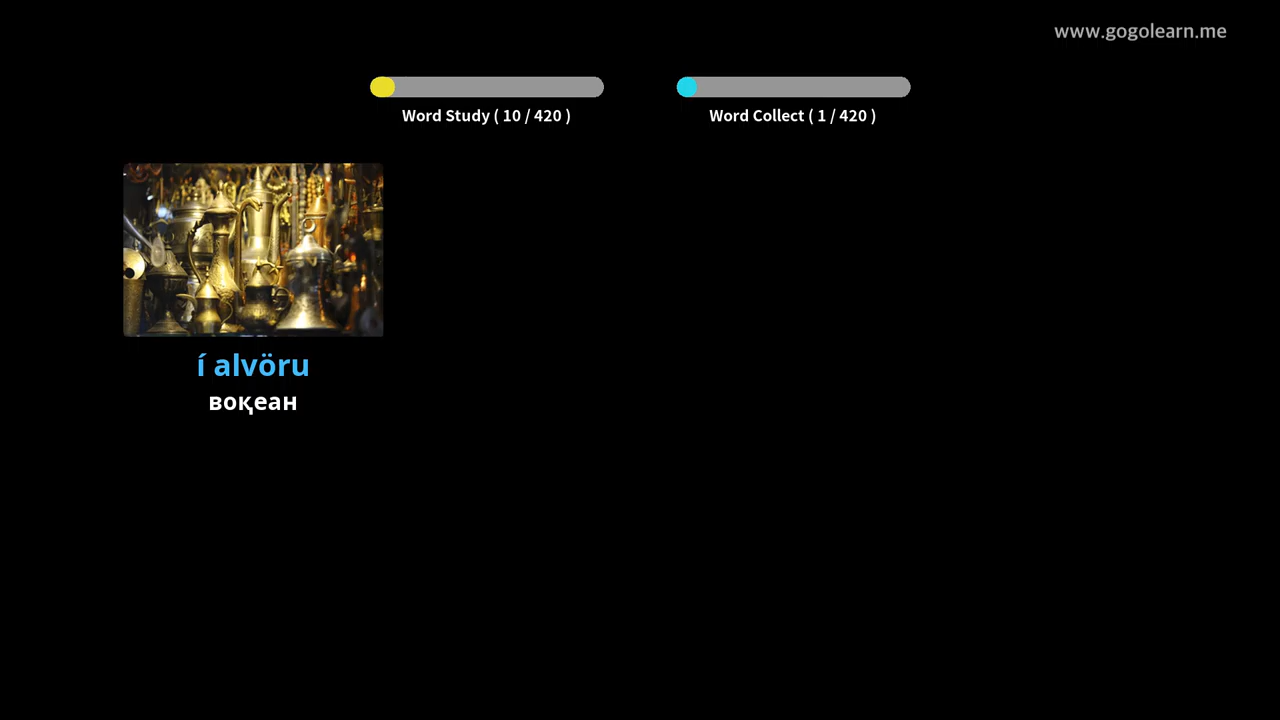 www.gogolearn.me
Word Study ( 10 / 420 )
Word Collect ( 1 / 420 )
í alvöru
воқеан